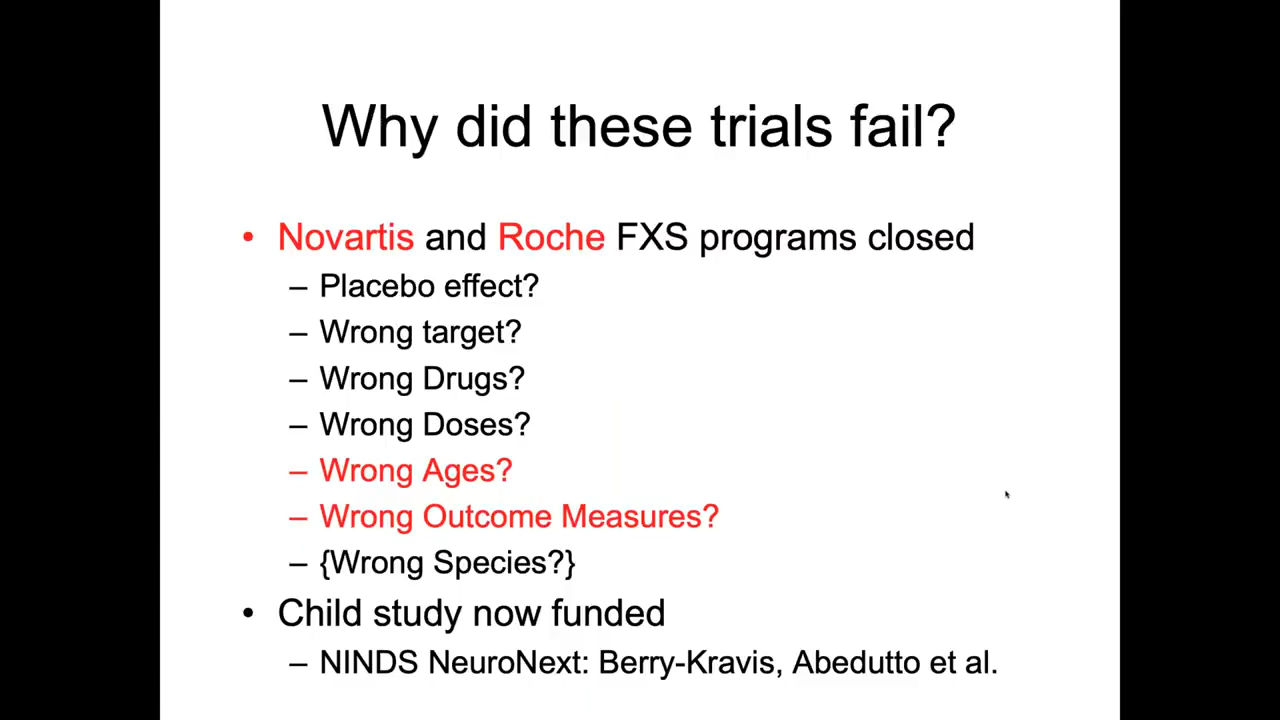 Why did these trials fail?
• Novartis and Roche FXS programs closed
– Placebo effect?
– Wrong target?
– Wrong Drugs?
– Wrong Doses?
– Wrong Ages?
– Wrong Outcome Measures?
– {Wrong Species?}
• Child study now funded
– NINDS NeuroNext: Berry-Kravis, Abedutto et al.